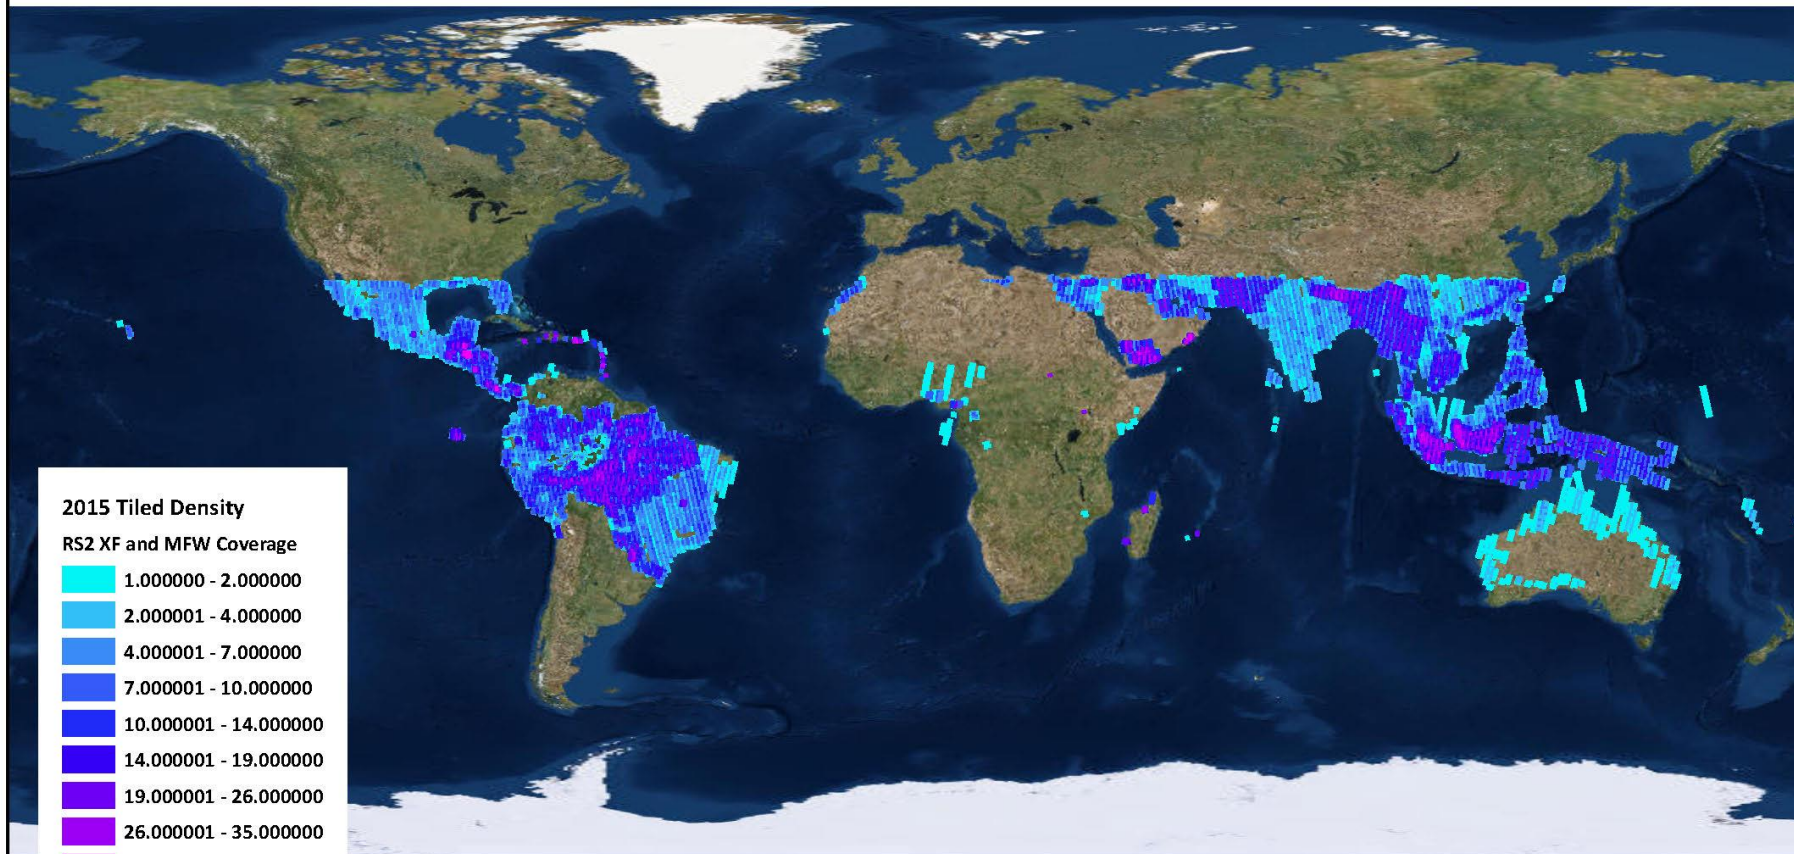 2015 Tiled Density
RS2 XF and MFW Coverage
1.000000 - 2.000000
2.000001 - 4.000000
4.000001 - 7.000000
7.000001 - 10.000000
10.000001 - 14.000000
14.000001 - 19.000000
19.000001 - 26.000000
26.000001 - 35.000000